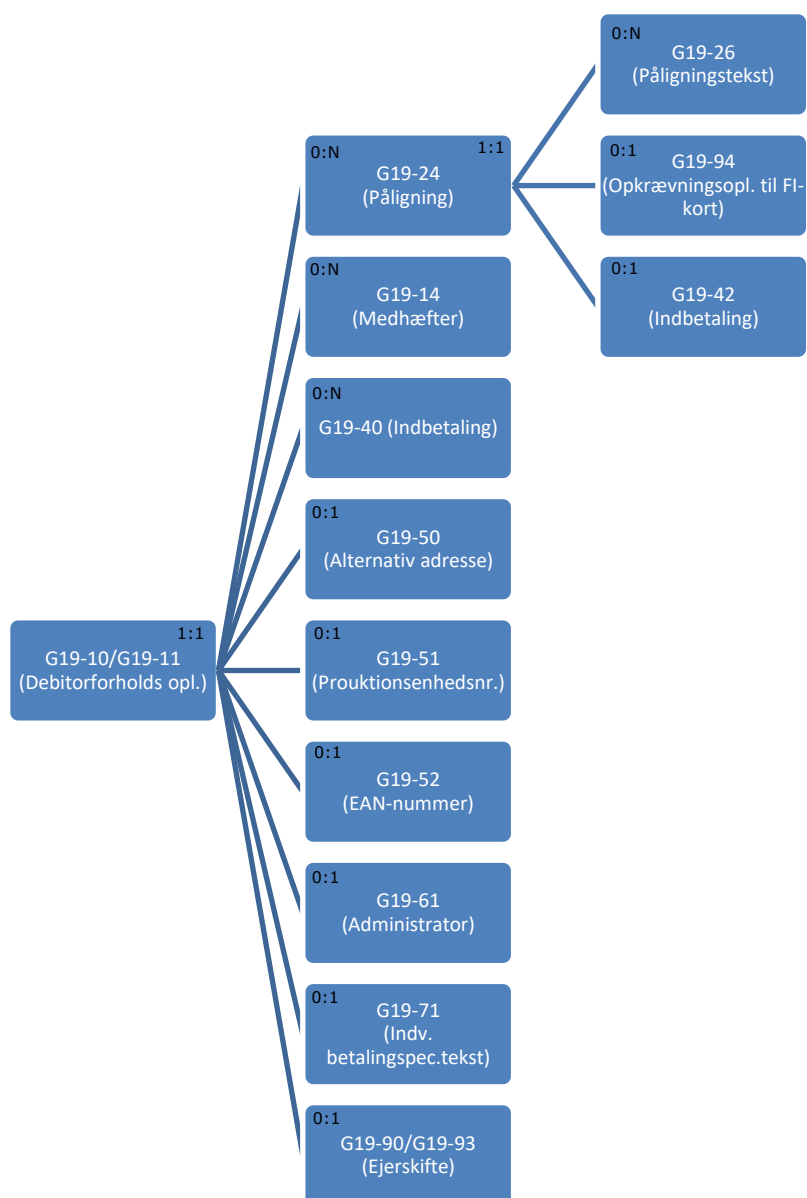 0:N
G19-26
(Påligningstekst)
0:N
1:1
G19-24
(Påligning)
0:1
G19-94
(Opkrævningsopl. til FI-
kort)
0:N
G19-14
(Medhæfter)
0:1
G19-42
(Indbetaling)
0:N
G19-40 (Indbetaling)
0:1
G19-50
(Alternativ adresse)
1:1
G19-10/G19-11
(Debitorforholds opl.)
0:1
G19-51
(Prouktionsenhedsnr.)
0:1
G19-52
(EAN-nummer)
0:1
G19-61
(Administrator)
0:1
G19-71
(Indv.
betalingspec.tekst)
0:1
G19-90/G19-93
(Ejerskifte)